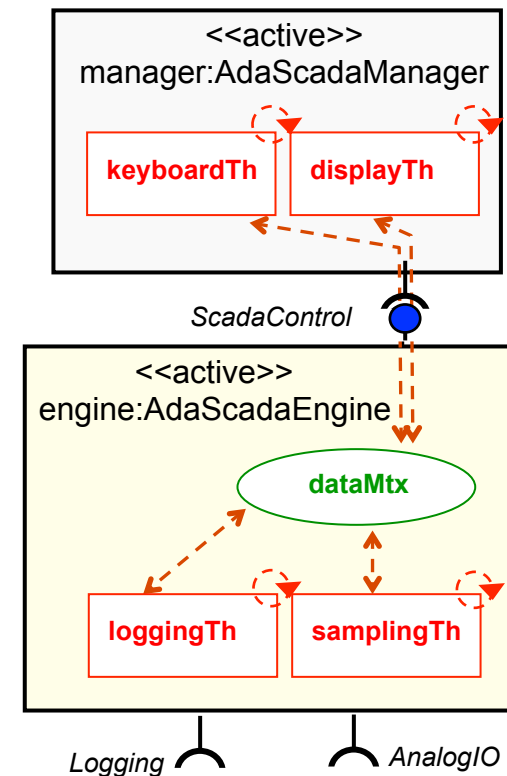 <<active>>
manager:AdaScadaManager
keyboardTh
displayTh
ScadaControl
<<active>>
engine:AdaScadaEngine
dataMtx
loggingTh
samplingTh
Logging
AnalogIO